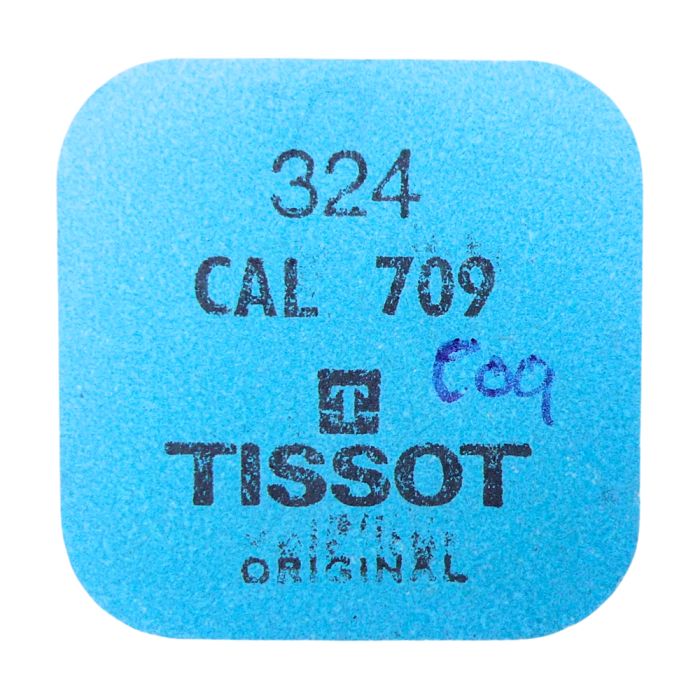 324
CAL 709
Coq
TISSOT
ORIGINAL